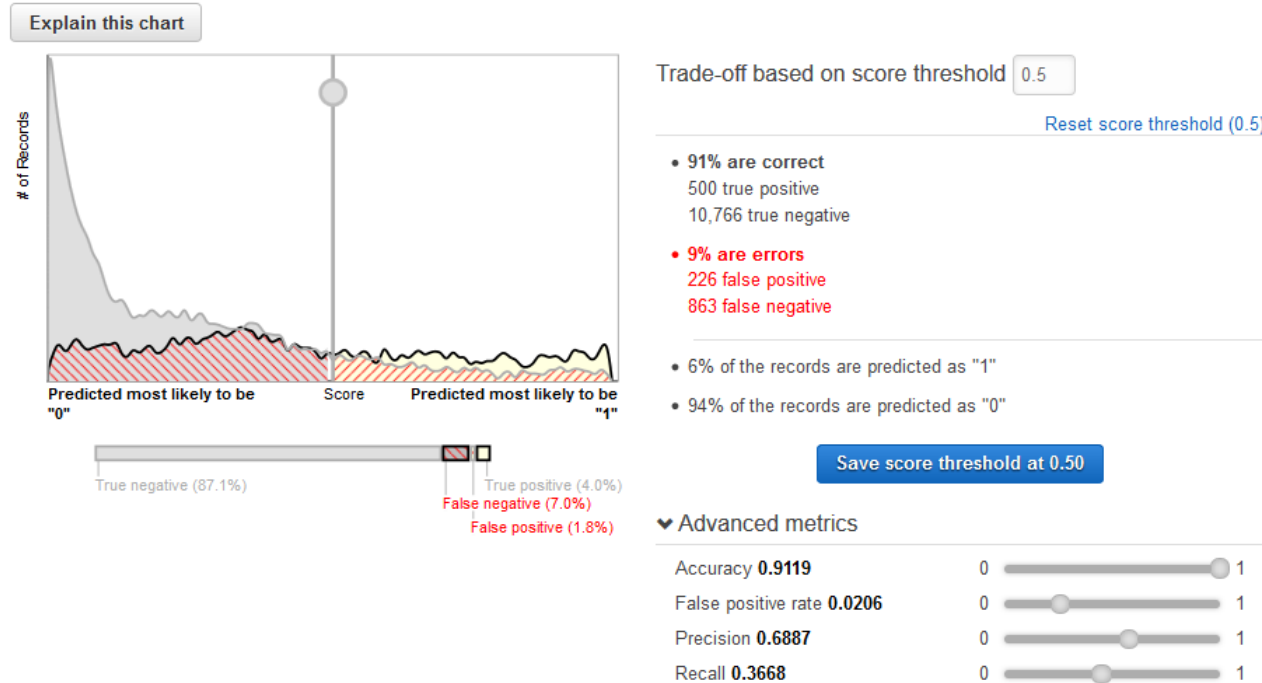 Explain this chart
# of Records
Predicted most likely to be
"0"
Score
Predicted most likely to be
"1"
True negative (87.1%)
True positive (4.0%)
False negative (7.0%)
False positive (1.8%)
Trade-off based on score threshold 0.5
Reset score threshold (0.5)
• 91% are correct
500 true positive
10,766 true negative
• 9% are errors
226 false positive
863 false negative
• 6% of the records are predicted as "1"
• 94% of the records are predicted as "0"
Save score threshold at 0.50
Advanced metrics
Accuracy 0.9119 0 1
False positive rate 0.0206 0 1
Precision 0.6887 0 1
Recall 0.3668 0 1